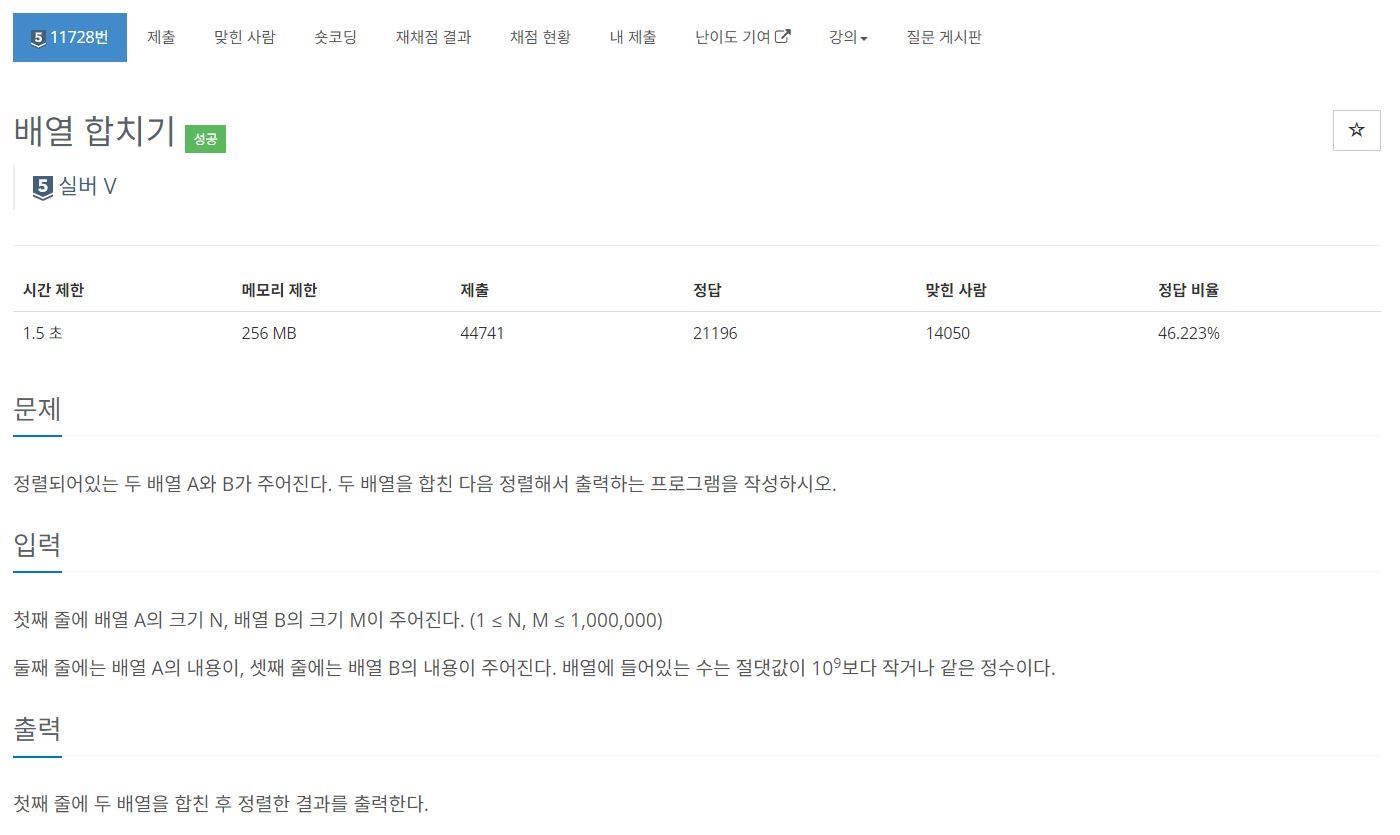 5 11728번 제출 맞힌 사람 숏코딩 재채점 결과 채점 현황 내 제출 난이도 기여 강의 질문 게시판
배열 합치기 성공
5 실버 V
시간 제한 메모리 제한 제출 정답 맞힌 사람 정답 비율
1.5 초 256 MB 44741 21196 14050 46.223%
문제
정렬되어있는 두 배열 A와 B가 주어진다. 두 배열을 합친 다음 정렬해서 출력하는 프로그램을 작성하시오.
입력
첫째 줄에 배열 A의 크기 N, 배열 B의 크기 M이 주어진다. (1 ≤ N, M ≤ 1,000,000)
둘째 줄에는 배열 A의 내용이, 셋째 줄에는 배열 B의 내용이 주어진다. 배열에 들어있는 수는 절댓값이 10⁹보다 작거나 같은 정수이다.
출력
첫째 줄에 두 배열을 합친 후 정렬한 결과를 출력한다.